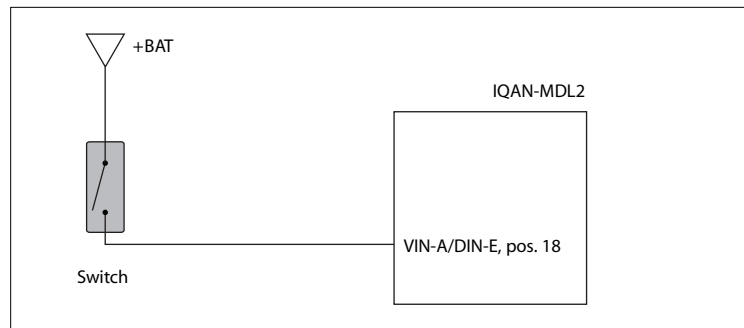 +BAT
IQAN-MDL2
VIN-A/DIN-E, pos. 18
Switch